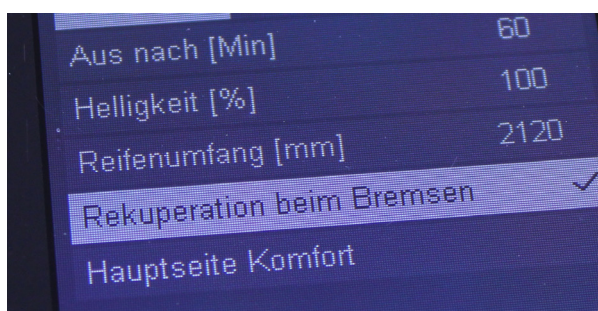 Aus nach [Min] 60
Helligkeit [%] 100
Reifenumfang [mm] 2120
Rekuperation beim Bremsen ✓
Hauptseite Komfort